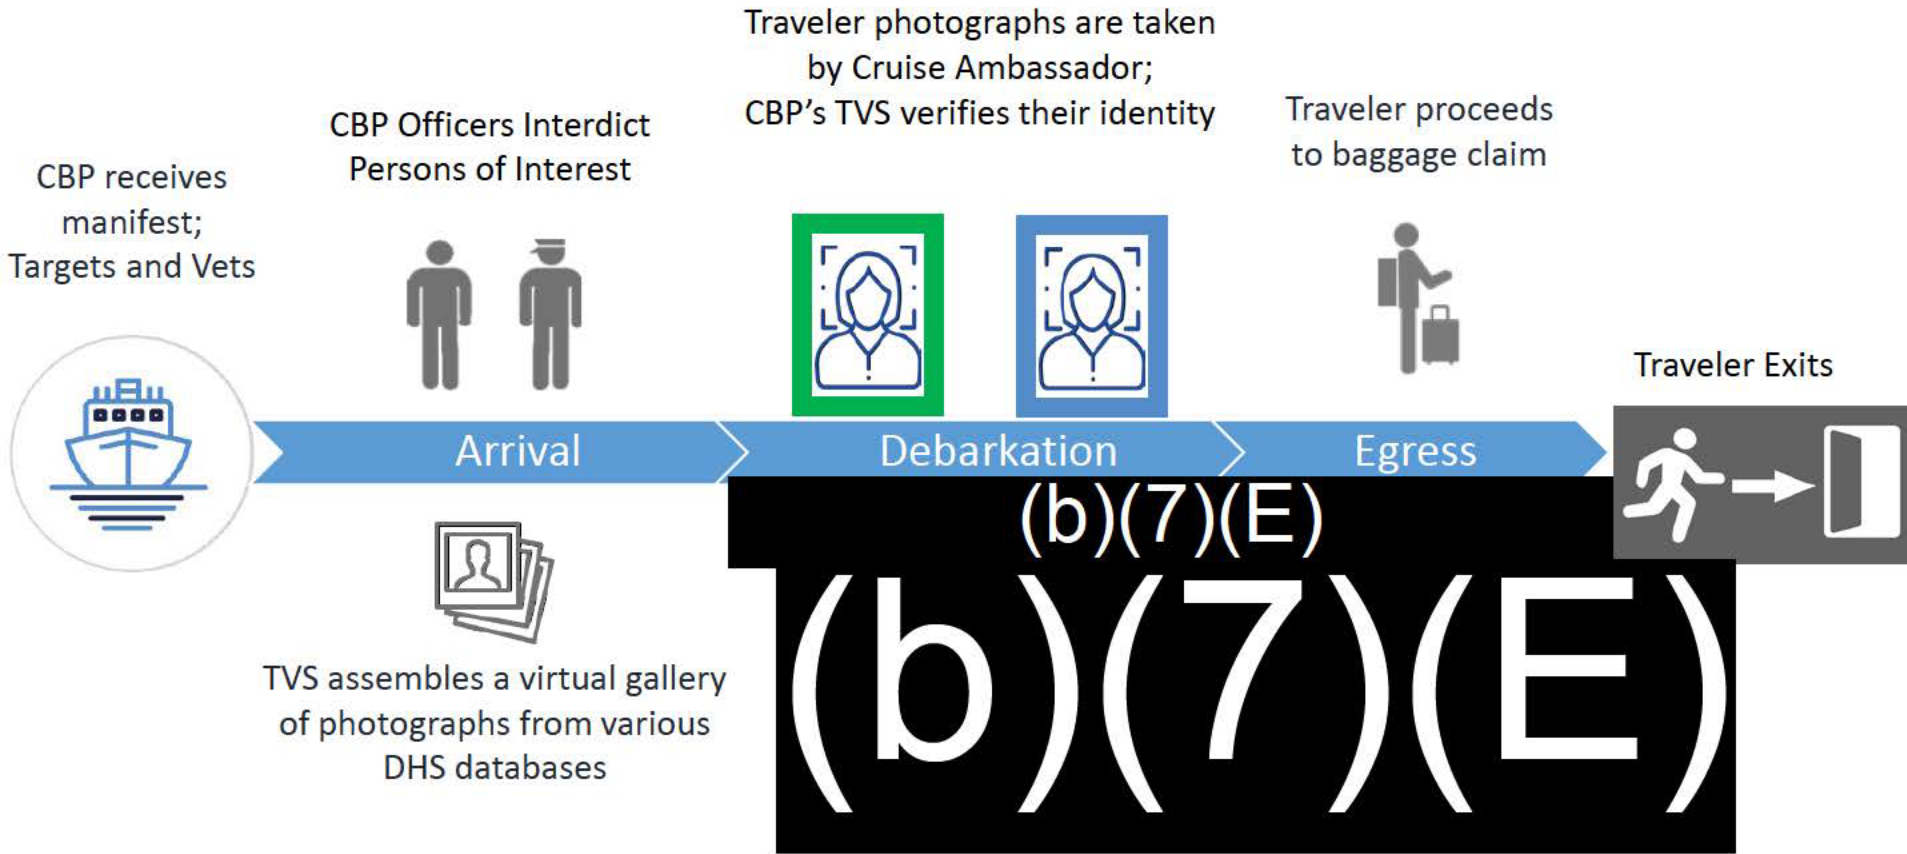 CBP receives
manifest;
Targets and Vets
CBP Officers Interdict
Persons of Interest
Traveler photographs are taken
by Cruise Ambassador;
CBP's TVS verifies their identity
Traveler proceeds
to baggage claim
Traveler Exits
Arrival
Debarkation
Egress
TVS assembles a virtual gallery
of photographs from various
DHS databases
(b)(7)(E)
(b)(7)(E)